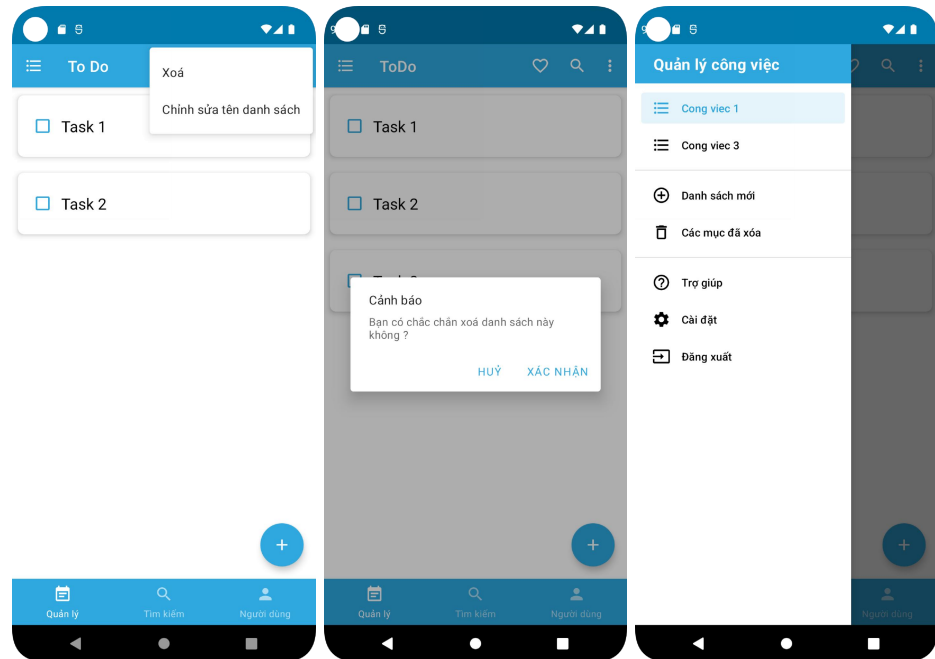 To Do
Xoá
Chỉnh sửa tên danh sách
Task 1
Task 2
Quản lý
Tìm kiếm
Người dùng
9
ToDo
Task 1
Task 2
Cảnh báo
Bạn có chắc chắn xoá danh sách này
không ?
HUỶ XÁC NHẬN
Quản lý
Tìm kiếm
Người dùng
Quản lý công việc
Cong viec 1
Cong viec 3
Danh sách mới
Các mục đã xóa
Trợ giúp
Cài đặt
Đăng xuất
Người dùng